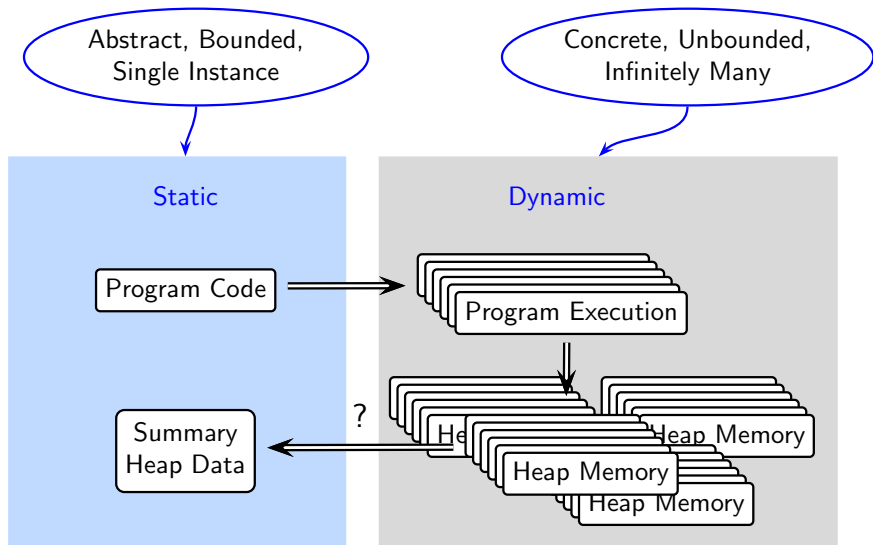 Abstract, Bounded,
Single Instance
Concrete, Unbounded,
Infinitely Many
Static
Dynamic
Program Code
Program Execution
?
Summary
Heap Data
Heap Memory
Heap Memory
Heap Memory